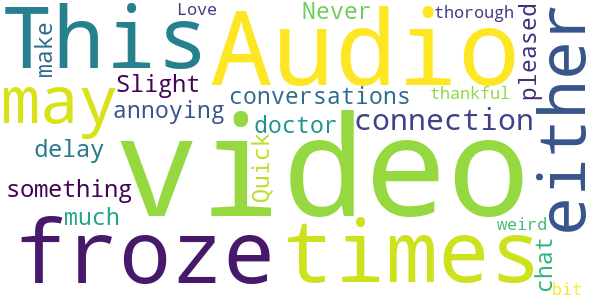 This
Audio
Love
Never
thorough
make
pleased
either
may
Slight
annoying
conversations
thankful
doctor
connection
delay
video
Quick
something
much
froze
times
weird
chat
bit